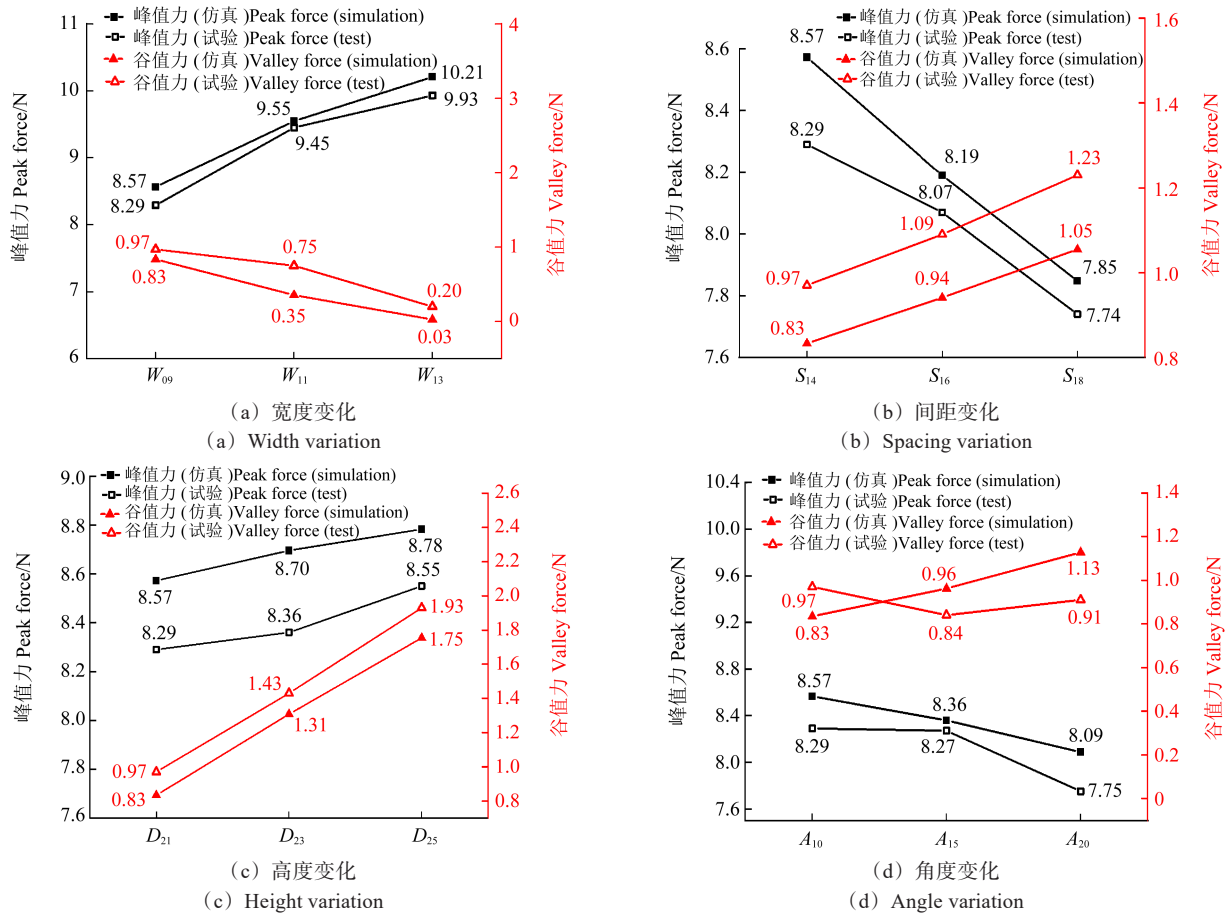 峰值力 (仿真)Peak force (simulation)
峰值力 (试验)Peak force (test)
谷值力 (仿真)Valley force (simulation)
谷值力 (试验)Valley force (test)
峰值力 Peak force/N
11
10
9
8
7
6
8.57
9.55
10.21
8.29
9.45
9.93
0.97
0.75
0.20
0.83
0.35
0.03
4
3
2
1
0
谷值力 Valley force/N
W09
W11
W13
(a) 宽度变化
(a) Width variation
峰值力 (仿真)Peak force (simulation)
峰值力 (试验)Peak force (test)
谷值力 (仿真)Valley force (simulation)
谷值力 (试验)Valley force (test)
峰值力 Peak force/N
8.6
8.4
8.2
8.0
7.8
7.6
8.57
8.19
7.85
8.29
8.07
7.74
0.97
1.09
1.23
0.83
0.94
1.05
1.6
1.4
1.2
1.0
0.8
谷值力 Valley force/N
S14
S16
S18
(b) 间距变化
(b) Spacing variation
峰值力 (仿真)Peak force (simulation)
峰值力 (试验)Peak force (test)
谷值力 (仿真)Valley force (simulation)
谷值力 (试验)Valley force (test)
峰值力 Peak force/N
9.0
8.8
8.6
8.4
8.2
8.0
7.8
7.6
8.57
8.70
8.78
8.29
8.36
8.55
0.97
1.43
1.93
0.83
1.31
1.75
2.6
2.4
2.2
2.0
1.8
1.6
1.4
1.2
1.0
0.8
谷值力 Valley force/N
D21
D23
D25
(c) 高度变化
(c) Height variation
峰值力 (仿真)Peak force (simulation)
峰值力 (试验)Peak force (test)
谷值力 (仿真)Valley force (simulation)
谷值力 (试验)Valley force (test)
峰值力 Peak force/N
10.4
10.0
9.6
9.2
8.8
8.4
8.0
7.6
0.97
0.96
1.13
0.83
0.84
0.91
8.57
8.36
8.09
8.29
8.27
7.75
1.4
1.2
1.0
0.8
0.6
0.4
0.2
0
谷值力 Valley force/N
A10
A15
A20
(d) 角度变化
(d) Angle variation